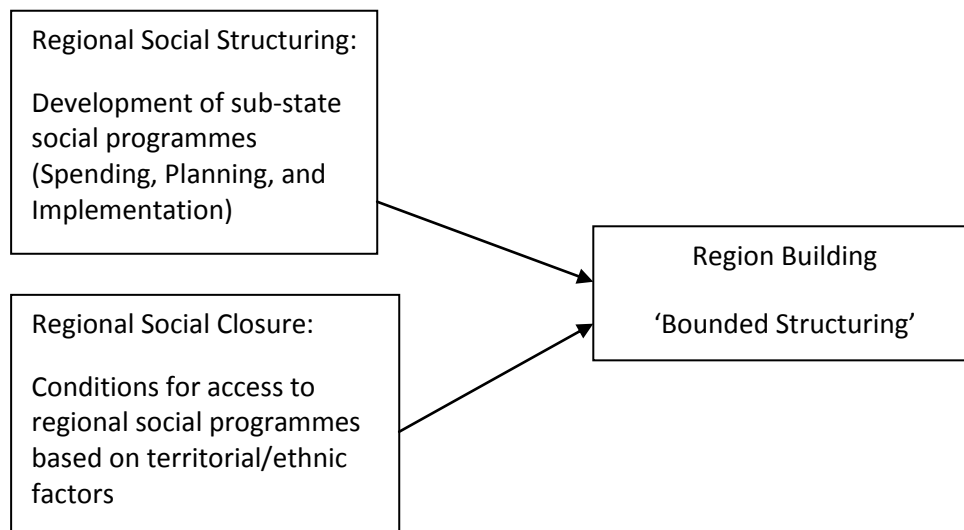 Regional Social Structuring:
Development of sub-state
social programmes
(Spending, Planning, and
Implementation)
Region Building
‘Bounded Structuring’
Regional Social Closure:
Conditions for access to
regional social programmes
based on territorial/ethnic
factors